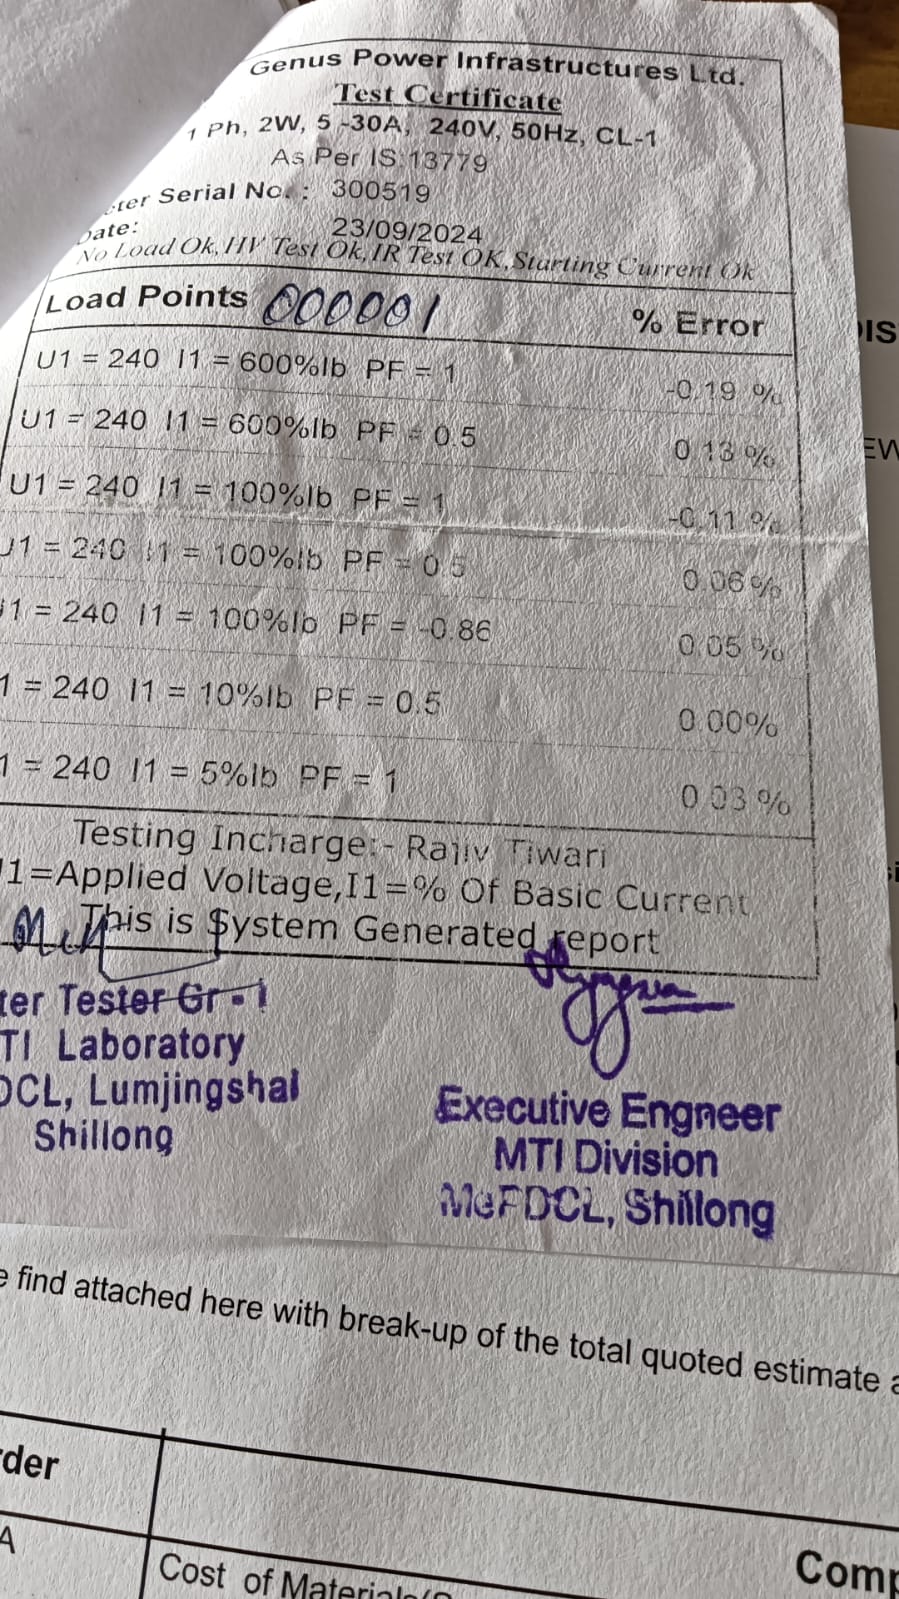 Genus Power Infrastructures Ltd.
Test Certificate
1 Ph, 2W, 5 -30A, 240V, 50Hz, CL-1
As Per IS:13779
ter Serial No. : 300519
Date: 23/09/2024
No Load Ok, HV Test Ok, IR Test OK, Starting Current Ok
Load Points 000001 % Error
U1 = 240 I1 = 600%Ib PF = 1 -0.19 %
U1 = 240 I1 = 600%Ib PF = 0.5 0.13 %
U1 = 240 I1 = 100%Ib PF = 1 -0.11 %
U1 = 240 I1 = 100%Ib PF = 0.5 0.06 %
1 = 240 I1 = 100%Ib PF = -0.86 0.05 %
1 = 240 I1 = 10%Ib PF = 0.5 0.00%
1 = 240 I1 = 5%Ib PF = 1 0.03 %
Testing Incharge:- Rajiv Tiwari
1=Applied Voltage,I1=% Of Basic Current
This is System Generated report
ter Tester Gr - I
TI Laboratory
DCL, Lumjingshai
Shillong
Executive Engneer
MTI Division
MePDCL, Shillong
e find attached here with break-up of the total quoted estimate a
rder
A
Comp
Cost of Materials
IS
EW